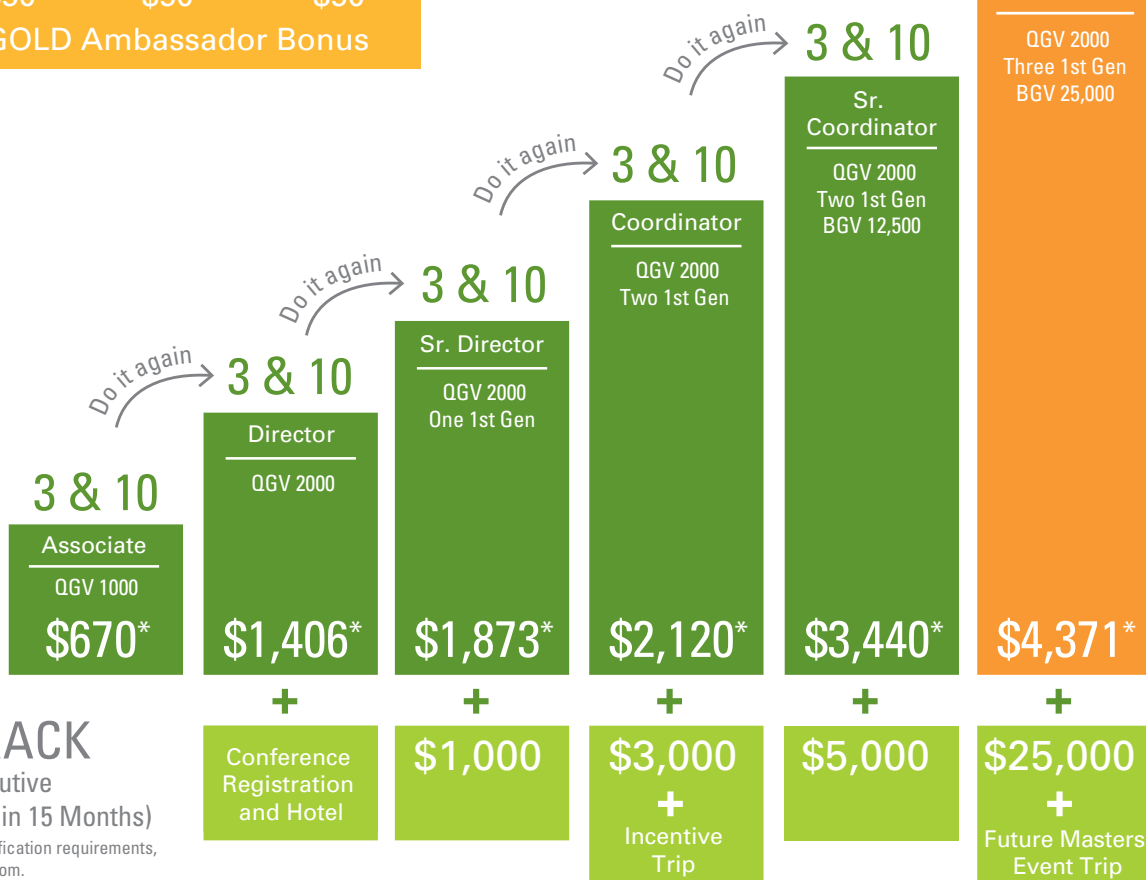 $50 $50
GOLD Ambassador Bonus
QGV 2000
Three 1st Gen
BGV 25,000
Do it again
3 & 10
Sr.
Coordinator
QGV 2000
Two 1st Gen
BGV 12,500
Do it again
3 & 10
Coordinator
QGV 2000
Two 1st Gen
Do it again
3 & 10
Sr. Director
QGV 2000
One 1st Gen
Do it again
3 & 10
Director
QGV 2000
3 & 10
Associate
QGV 1000
$670* $1,406* $1,873* $2,120* $3,440* $4,371*
+ + + + +
Conference
Registration
and Hotel
$1,000
$3,000
+
Incentive
Trip
$5,000
$25,000
+
Future Masters
Event Trip
ACK
utive
in 15 Months)
fication requirements,
om.